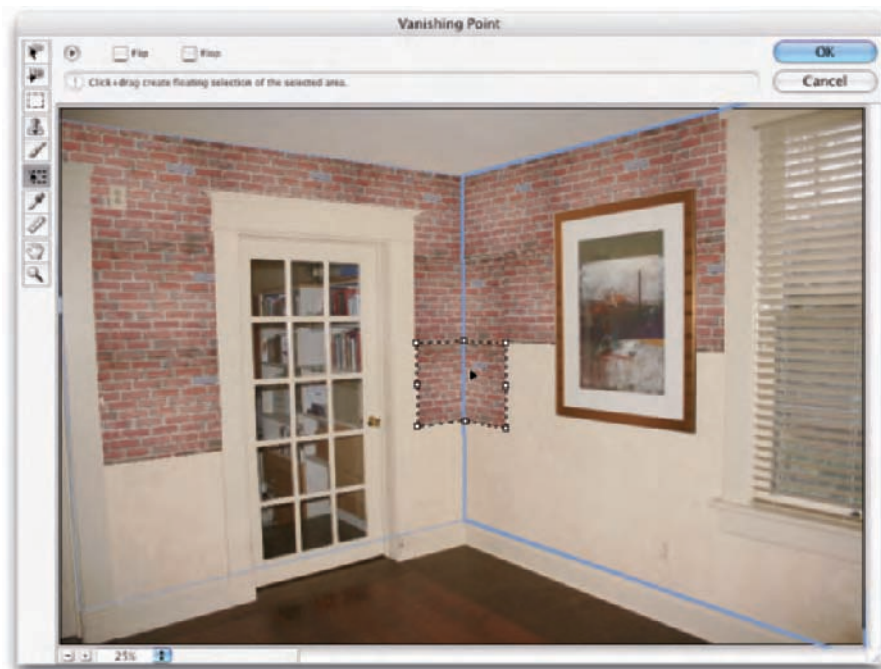 Vanishing Point
Flip
Flop
OK
Click+drag create floating selection of the selected area.
Cancel
25%